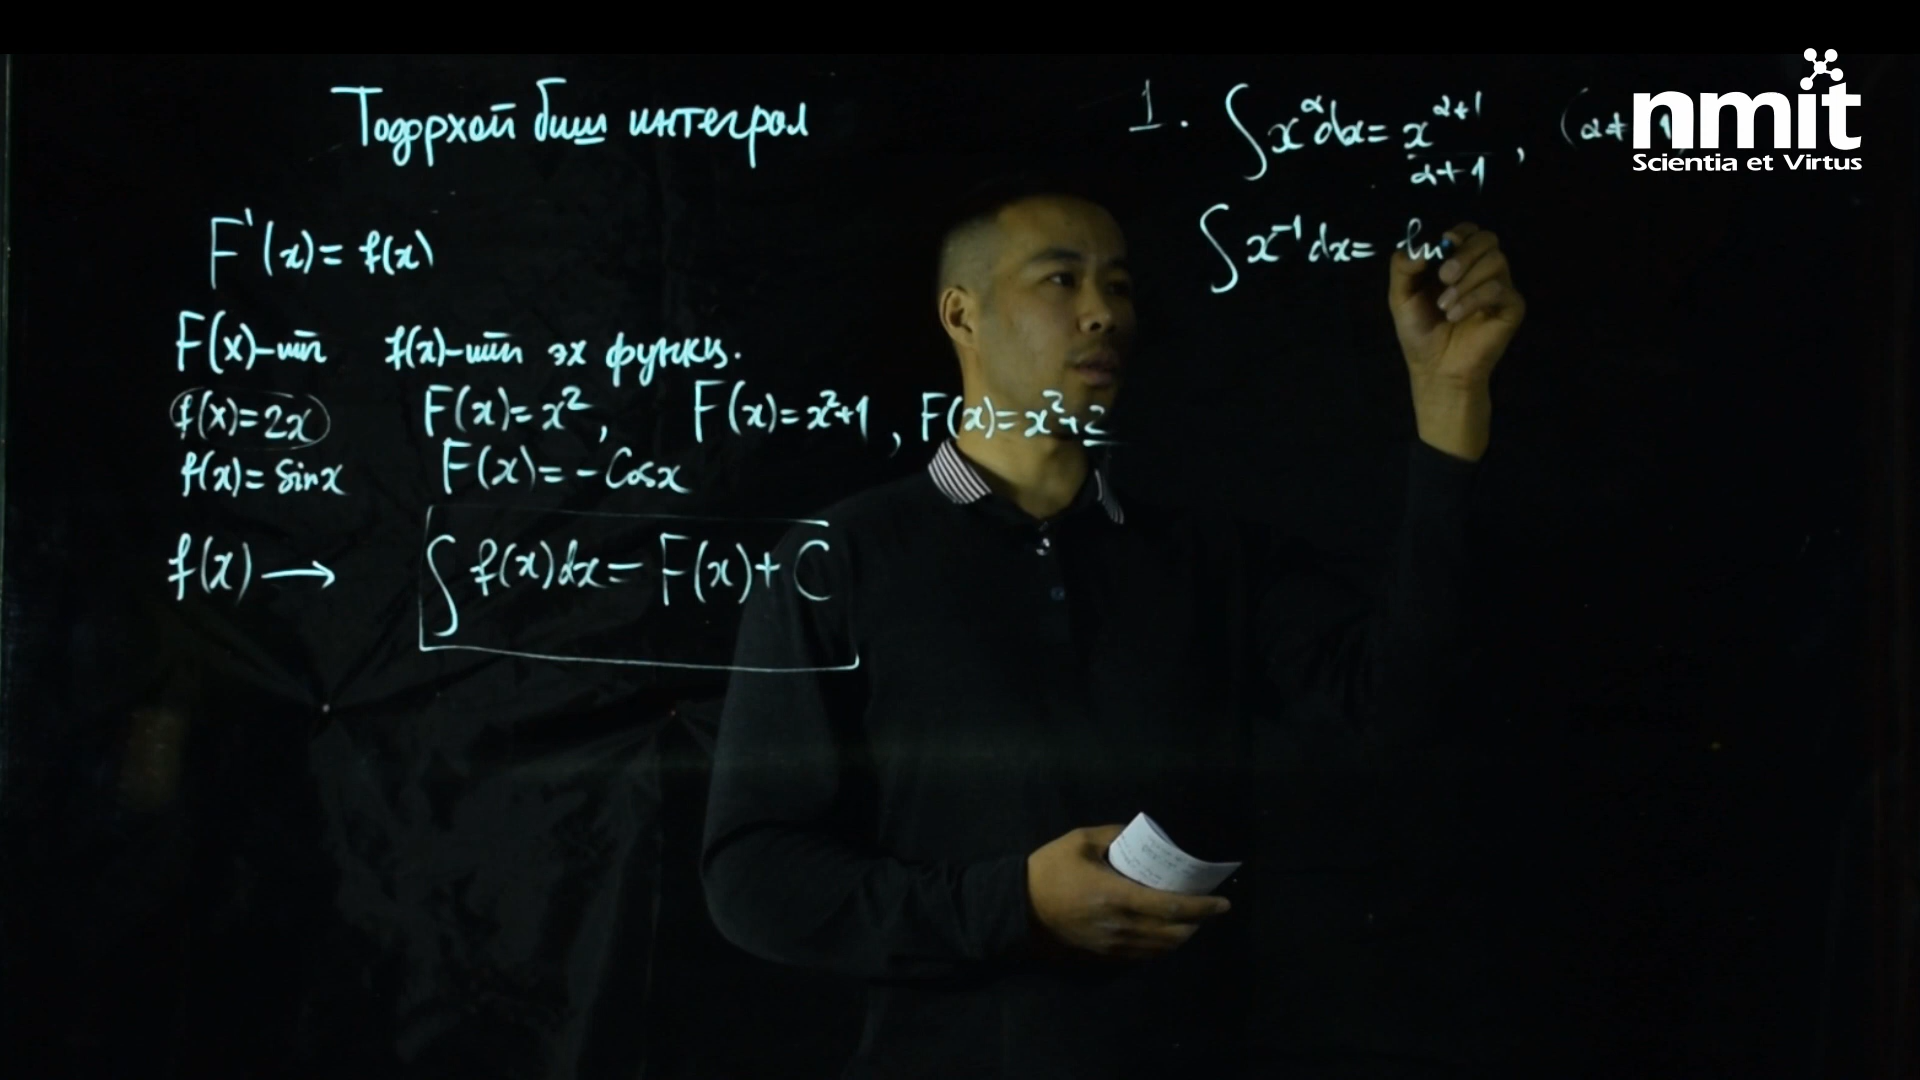 Тодорхой биш интеграл
F'(x) = f(x)
F(x)-ийг f(x)-ийн эх функц.
f(x)=2x F(x)=x², F(x)=x²+1, F(x)=x²+2
f(x)=Sinx F(x)=-Cosx
f(x) → ∫f(x)dx=F(x)+C
1. ∫x^α dx = x^(α+1)/(α+1), (α≠
∫x⁻¹dx= ln
nmit
Scientia et Virtus